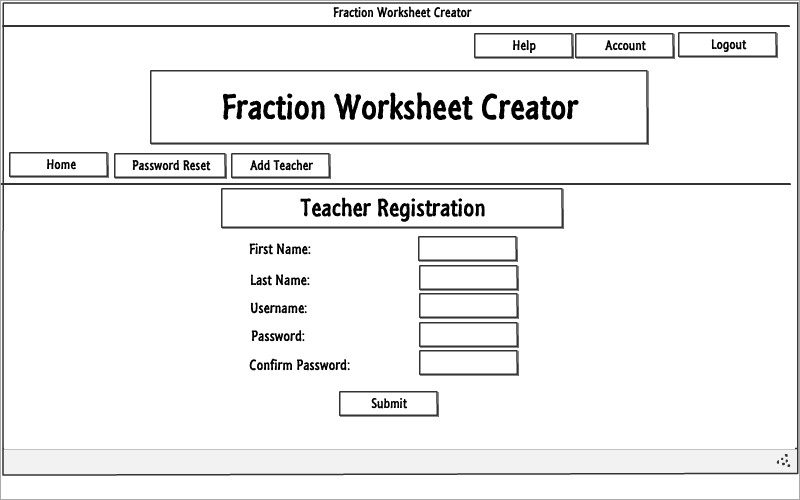 Fraction Worksheet Creator
Help Account Logout
Fraction Worksheet Creator
Home Password Reset Add Teacher
Teacher Registration
First Name:
Last Name:
Username:
Password:
Confirm Password:
Submit